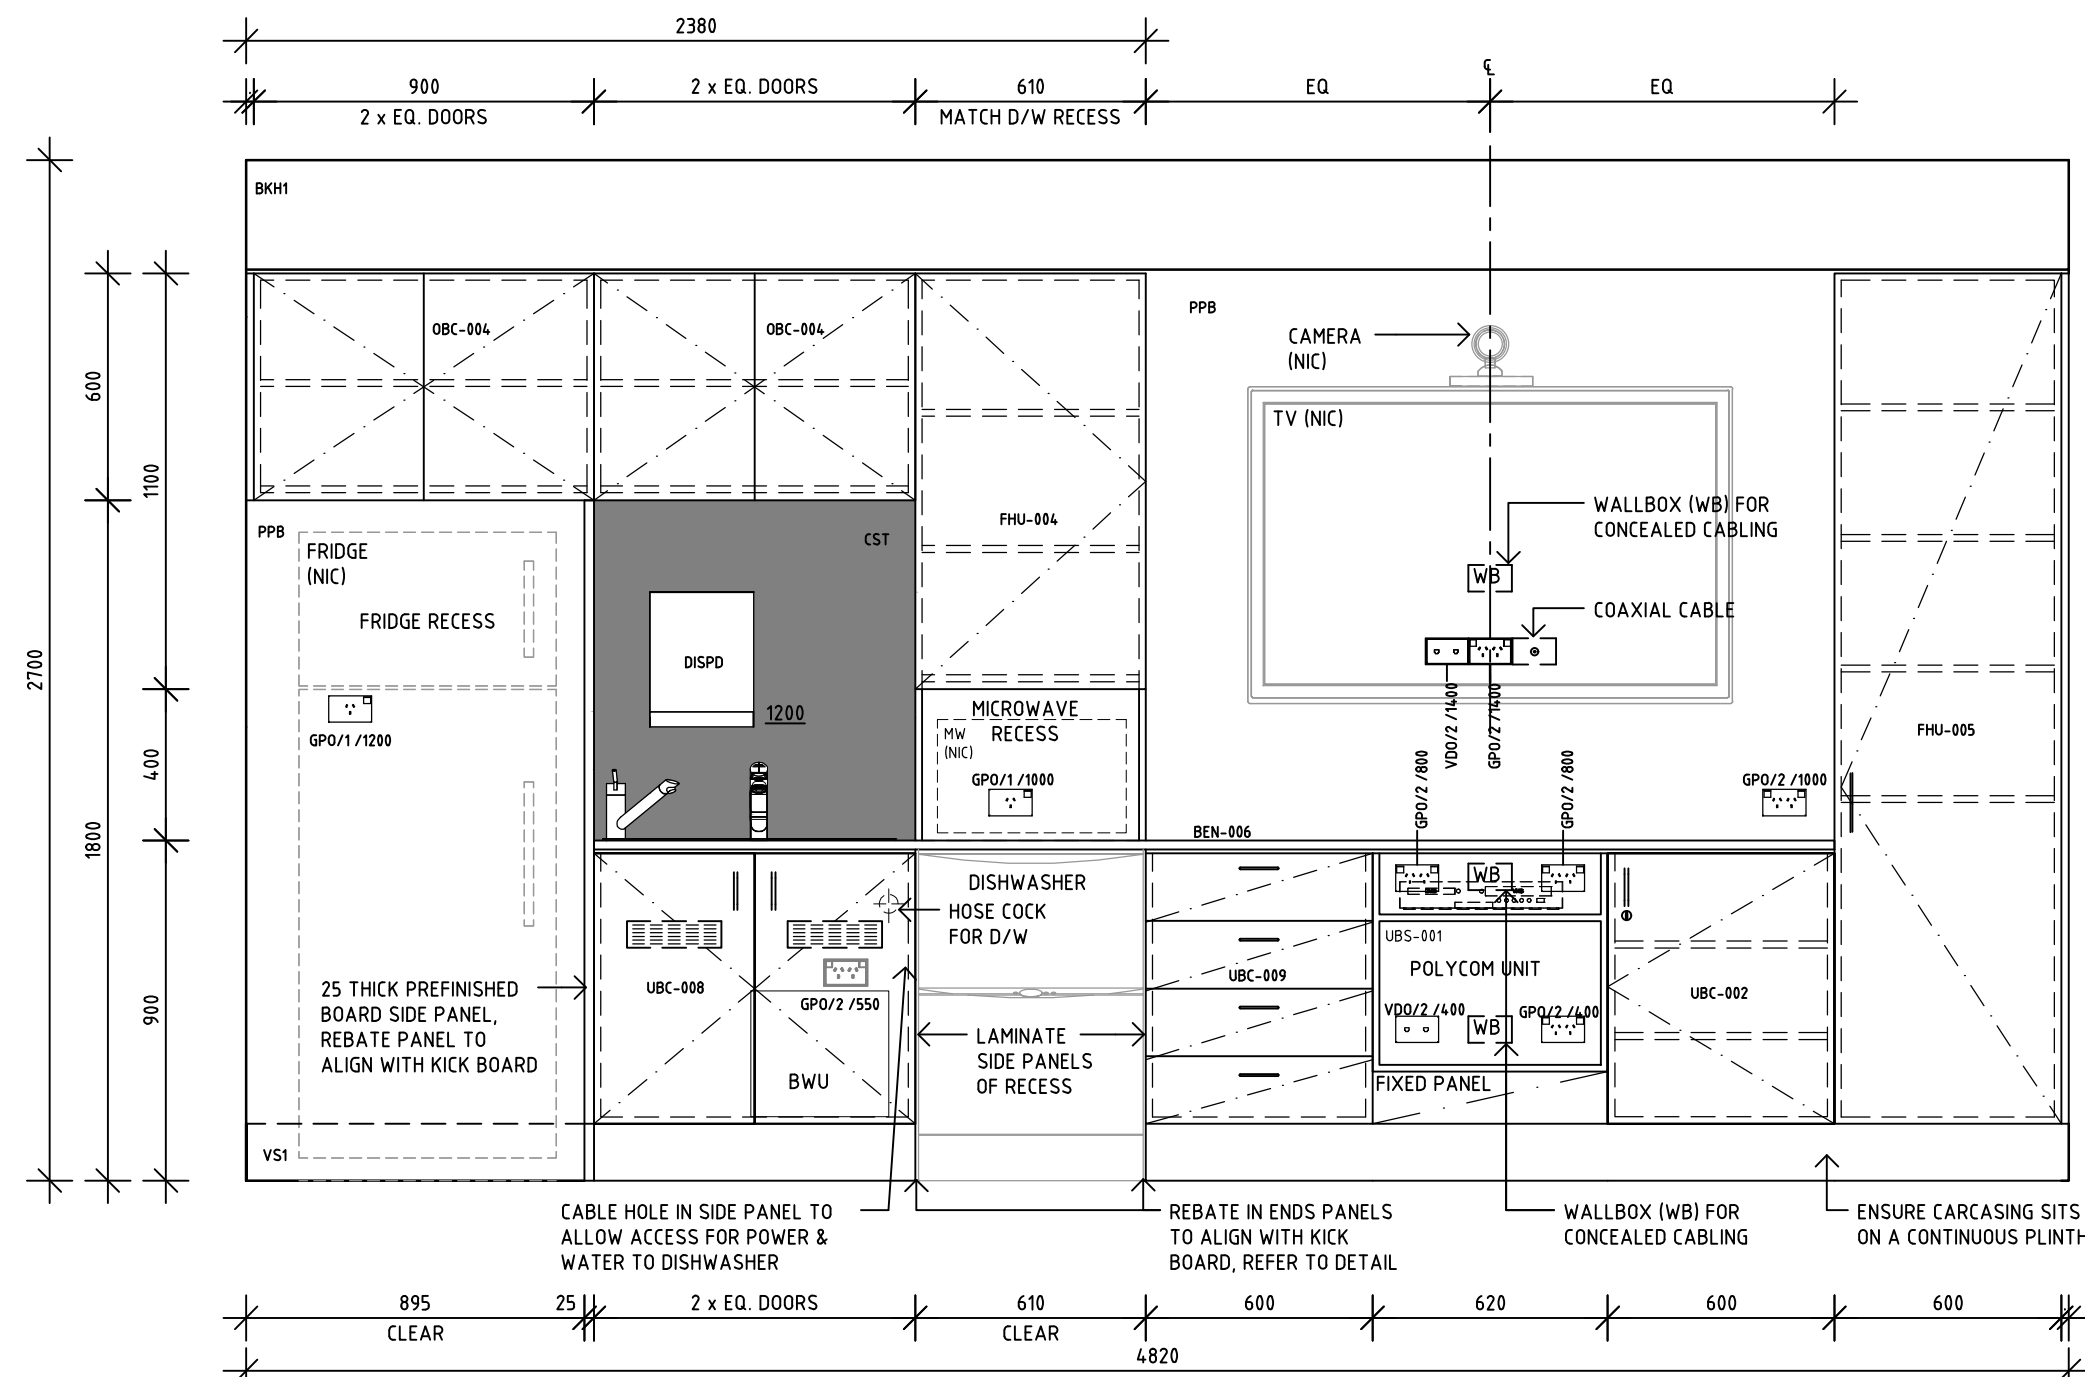 2380
900
2 x EQ. DOORS
2 x EQ. DOORS
610
MATCH D/W RECESS
EQ
℄
EQ
BKH1
OBC-004
OBC-004
PPB
CAMERA
(NIC)
TV (NIC)
600
1100
2700
1800
400
900
PPB
FRIDGE
(NIC)
FRIDGE RECESS
GPO/1 /1200
CST
DISPD
1200
FHU-004
MICROWAVE
RECESS
MW
(NIC)
GPO/1 /1000
WALLBOX (WB) FOR
CONCEALED CABLING
WB
COAXIAL CABLE
VDO/2 /1400
GPO/2 /1400
GPO/2 /800
GPO/2 /800
GPO/2 /1000
FHU-005
BEN-006
DISHWASHER
HOSE COCK
FOR D/W
WB
UBS-001
POLYCOM UNIT
25 THICK PREFINISHED
BOARD SIDE PANEL,
REBATE PANEL TO
ALIGN WITH KICK BOARD
UBC-008
GPO/2 /550
BWU
LAMINATE
SIDE PANELS
OF RECESS
UBC-009
VDO/2 /400
WB
GPO/2 /400
FIXED PANEL
UBC-002
VS1
CABLE HOLE IN SIDE PANEL TO
ALLOW ACCESS FOR POWER &
WATER TO DISHWASHER
REBATE IN ENDS PANELS
TO ALIGN WITH KICK
BOARD, REFER TO DETAIL
WALLBOX (WB) FOR
CONCEALED CABLING
ENSURE CARCASING SITS
ON A CONTINUOUS PLINTH
895
CLEAR
25
2 x EQ. DOORS
610
CLEAR
600
620
600
600
4820